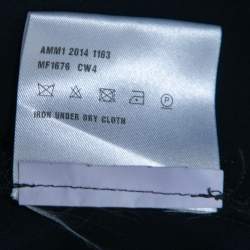 AMM1 2014 1163
MF1676 CW4
P
IRON UNDER DRY CLOTH